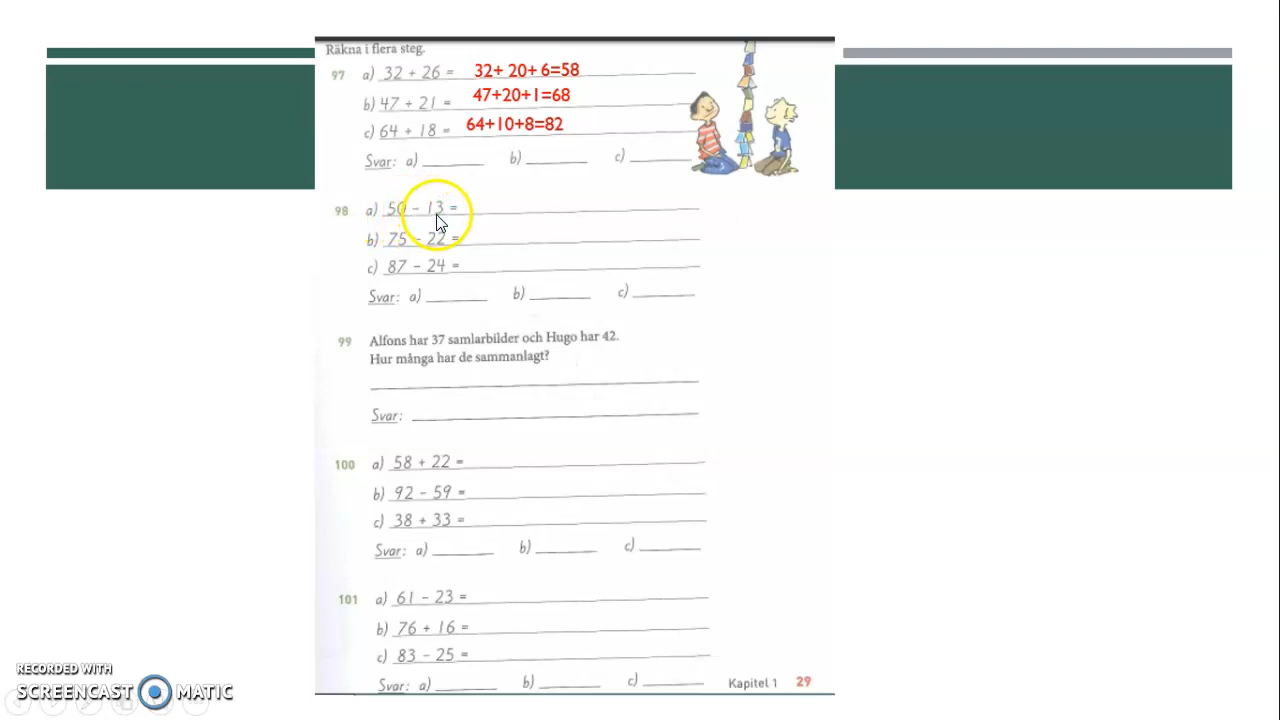 Räkna i flera steg.
97 a) 32 + 26 = 32+ 20+ 6=58
b) 47 + 21 = 47+20+1=68
c) 64 + 18 = 64+10+8=82
Svar: a) b) c)
98 a) 50 - 13 =
b) 75 - 22 =
c) 87 - 24 =
Svar: a) b) c)
99 Alfons har 37 samlarbilder och Hugo har 42.
Hur många har de sammanlagt?
Svar:
100 a) 58 + 22 =
b) 92 - 59 =
c) 38 + 33 =
Svar: a) b) c)
101 a) 61 - 23 =
b) 76 + 16 =
c) 83 - 25 =
Svar: a) b) c)
Kapitel 1 29
RECORDED WITH
SCREENCAST MATIC